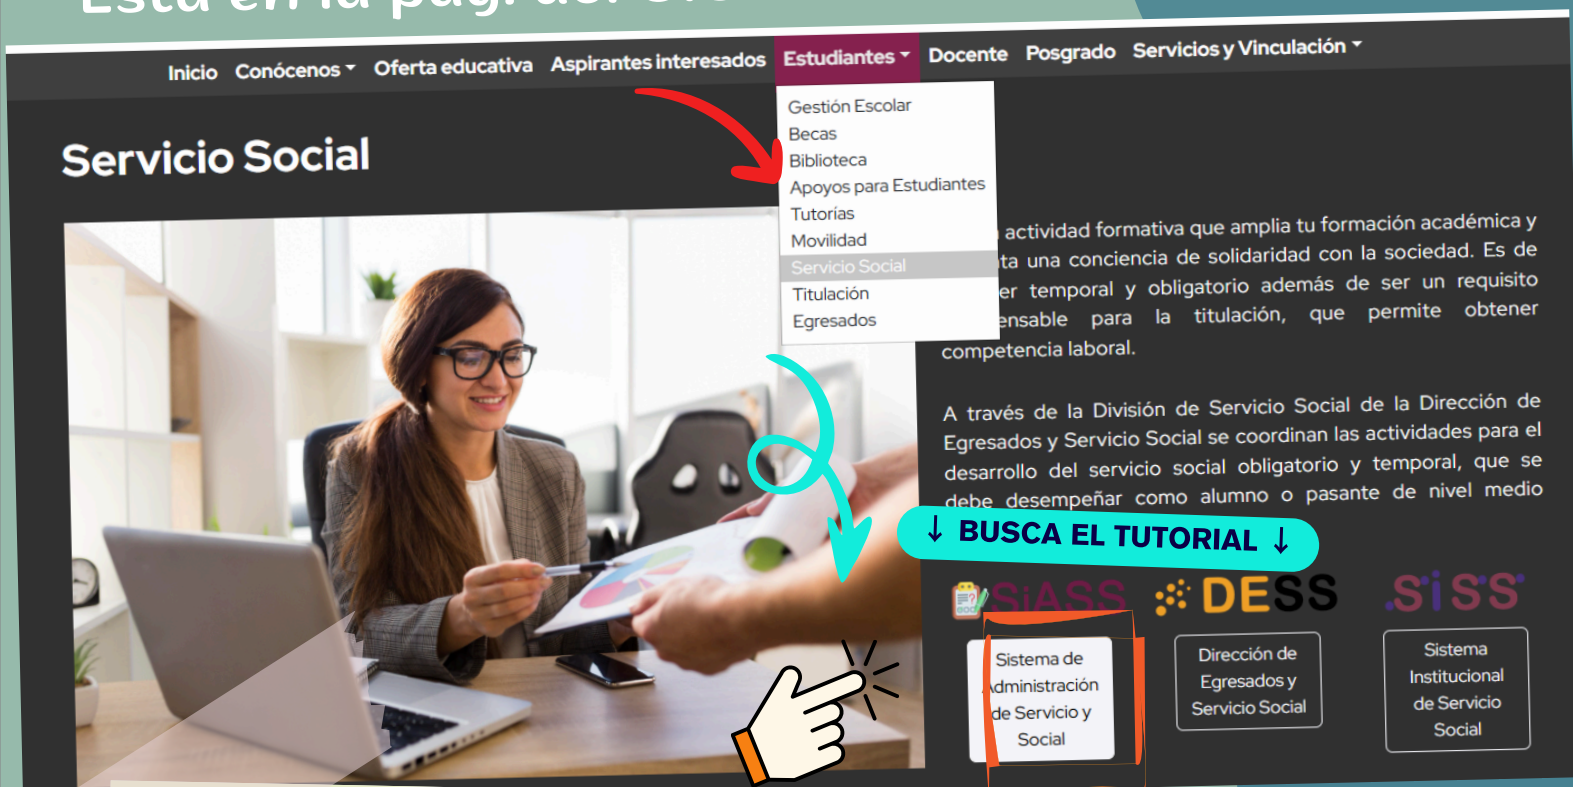 Está en la pág. del
Inicio Conócenos Oferta educativa Aspirantes interesados Estudiantes Docente Posgrado Servicios y Vinculación
Gestión Escolar
Becas
Biblioteca
Apoyos para Estudiantes
Tutorías
Movilidad
Servicio Social
Titulación
Egresados
Servicio Social
actividad formativa que amplia tu formación académica y
una conciencia de solidaridad con la sociedad. Es de
temporal y obligatorio además de ser un requisito
para la titulación, que permite obtener
competencia laboral.
A través de la División de Servicio Social de la Dirección de
Egresados y Servicio Social se coordinan las actividades para el
desarrollo del servicio social obligatorio y temporal, que se
debe desempeñar como alumno o pasante de nivel medio
↓ BUSCA EL TUTORIAL ↓
SiASS DESS SiSS
Sistema de
Administración
de Servicio y
Social
Dirección de
Egresados y
Servicio Social
Sistema
Institucional
de Servicio
Social